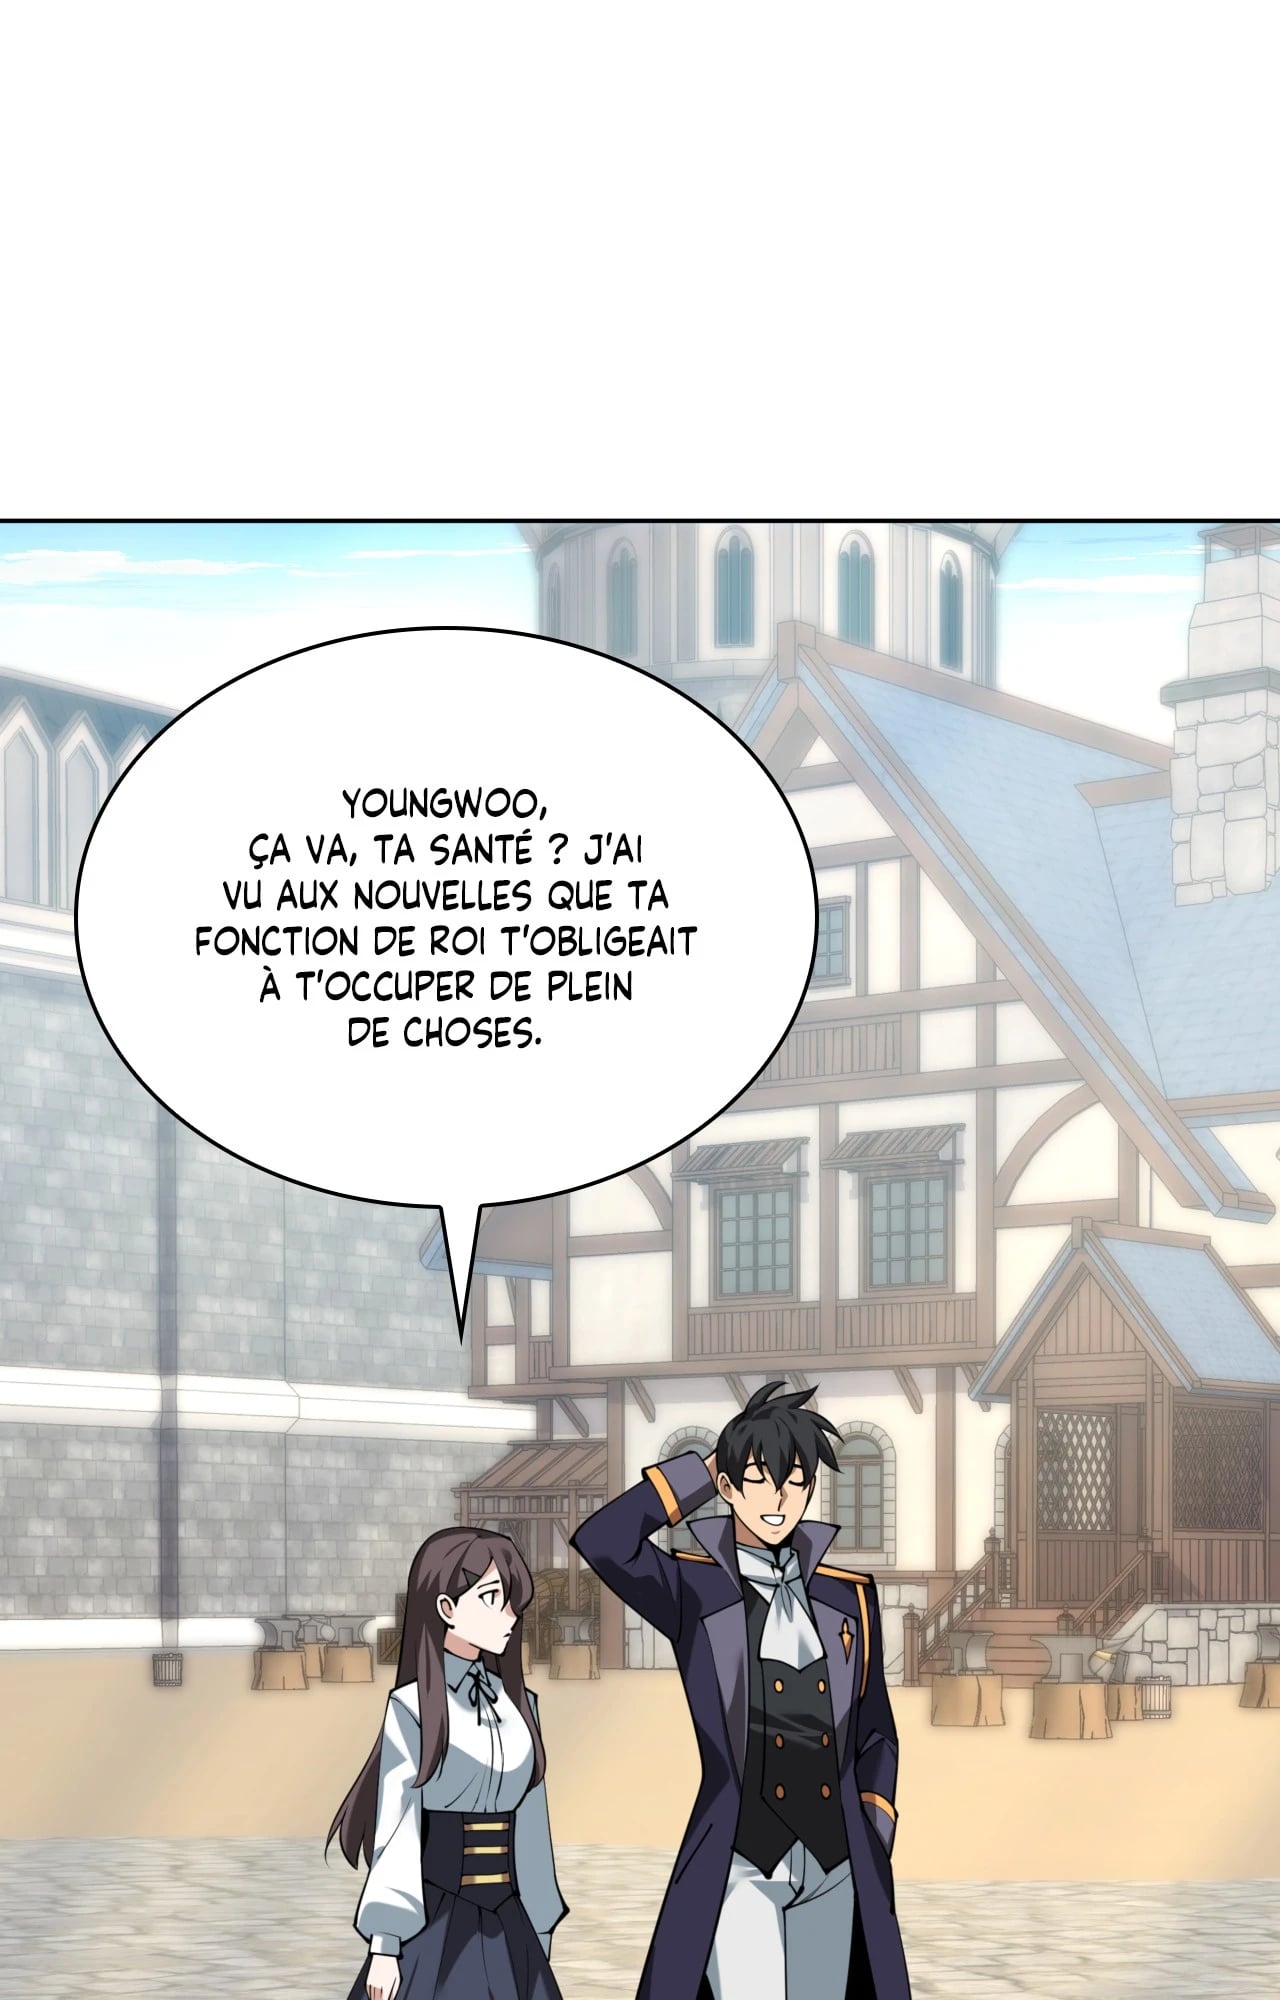 YOUNGWOO,
ÇA VA, TA SANTÉ ? J'AI
VU AUX NOUVELLES QUE TA
FONCTION DE ROI T'OBLIGEAIT
À T'OCCUPER DE PLEIN
DE CHOSES.